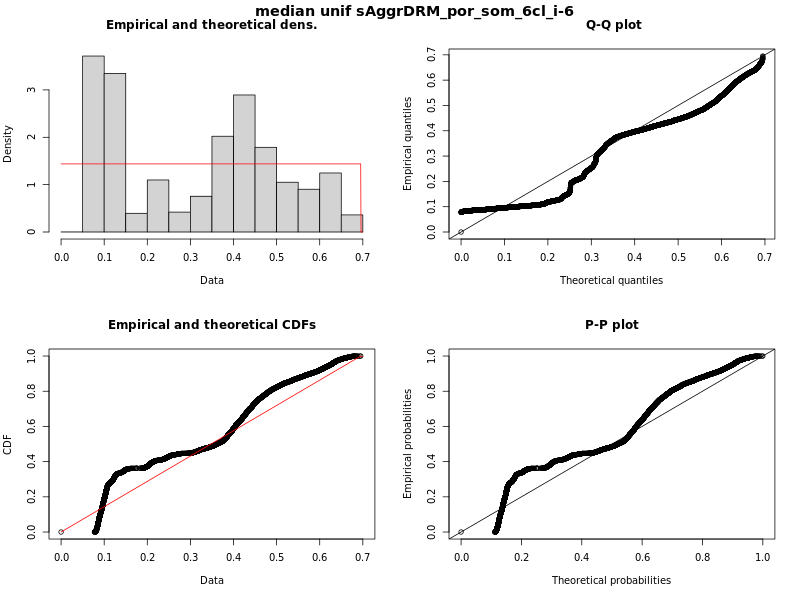 median unif sAggrDRM_por_som_6cl_i-6
Empirical and theoretical dens.
Density
0 1 2 3
0.0 0.1 0.2 0.3 0.4 0.5 0.6 0.7
Data
Q-Q plot
Empirical quantiles
0.0 0.1 0.2 0.3 0.4 0.5 0.6 0.7
0.0 0.1 0.2 0.3 0.4 0.5 0.6 0.7
Theoretical quantiles
Empirical and theoretical CDFs
CDF
0.0 0.2 0.4 0.6 0.8 1.0
0.0 0.1 0.2 0.3 0.4 0.5 0.6 0.7
Data
P-P plot
Empirical probabilities
0.0 0.2 0.4 0.6 0.8 1.0
0.0 0.2 0.4 0.6 0.8 1.0
Theoretical probabilities